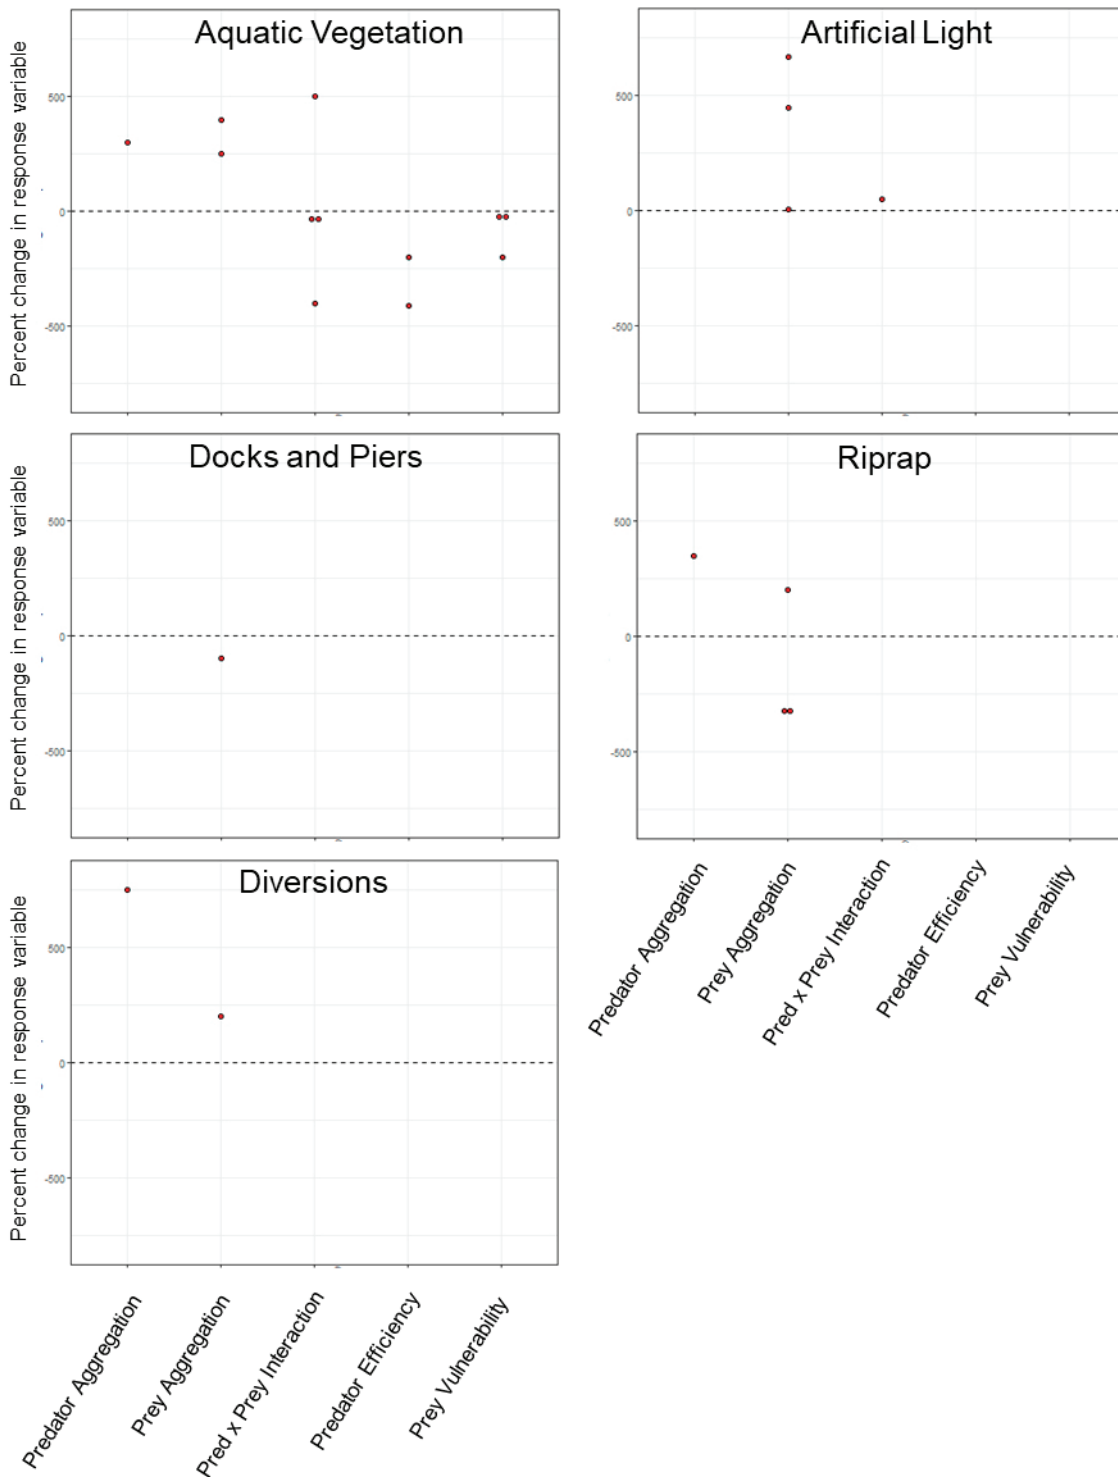 Aquatic Vegetation
Percent change in response variable
500
0
-500
Artificial Light
500
0
-500
Docks and Piers
Percent change in response variable
500
0
-500
Riprap
500
0
-500
Predator Aggregation
Prey Aggregation
Pred x Prey Interaction
Predator Efficiency
Prey Vulnerability
Diversions
Percent change in response variable
500
0
-500
Predator Aggregation
Prey Aggregation
Pred x Prey Interaction
Predator Efficiency
Prey Vulnerability